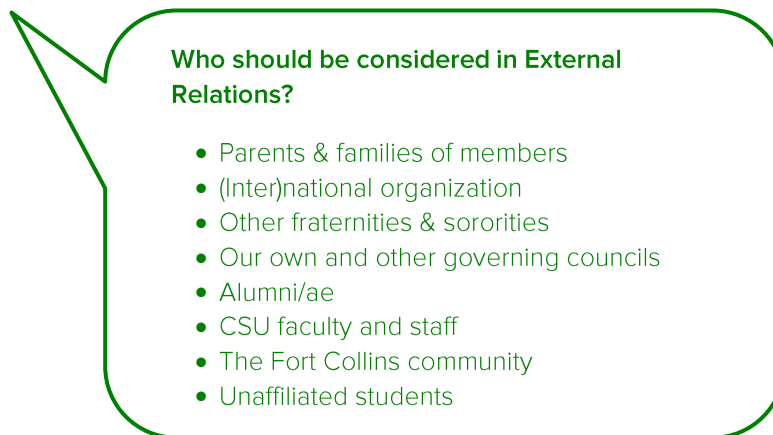 Who should be considered in External
Relations?
• Parents & families of members
• (Inter)national organization
• Other fraternities & sororities
• Our own and other governing councils
• Alumni/ae
• CSU faculty and staff
• The Fort Collins community
• Unaffiliated students